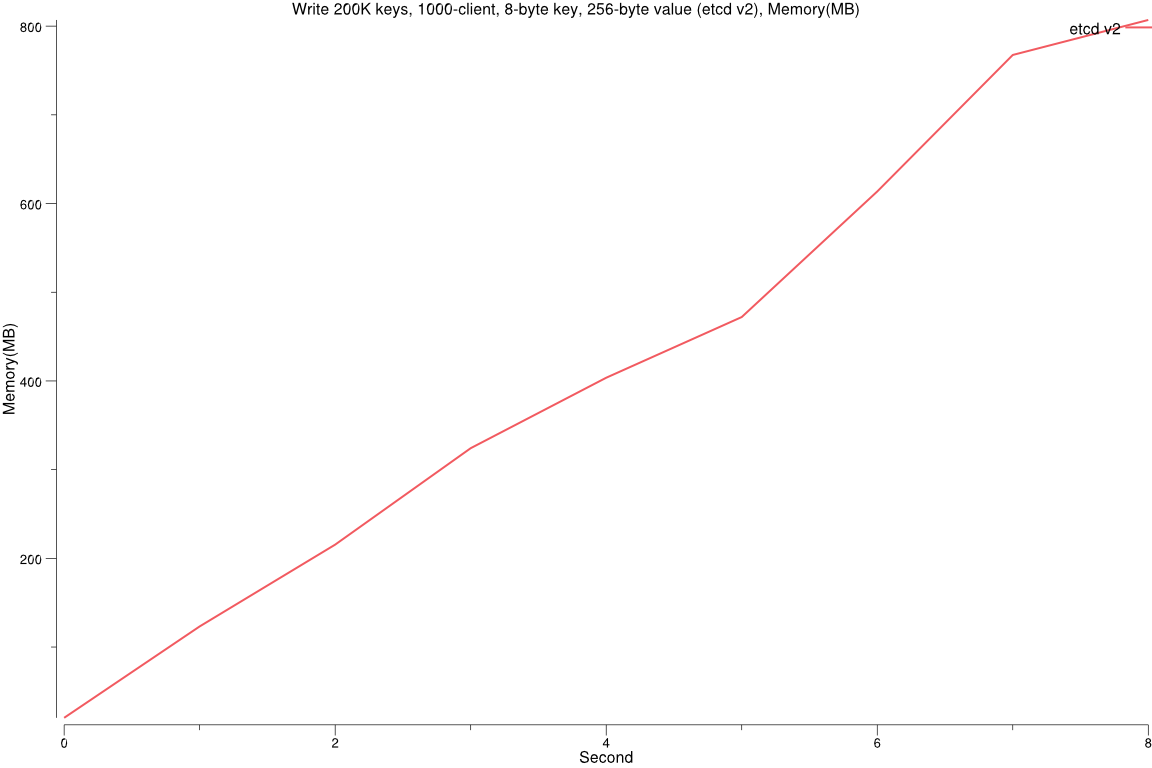 Write 200K keys, 1000-client, 8-byte key, 256-byte value (etcd v2), Memory(MB)
etcd v2
800
600
400
200
Memory(MB)
0 2 4 6 8
Second